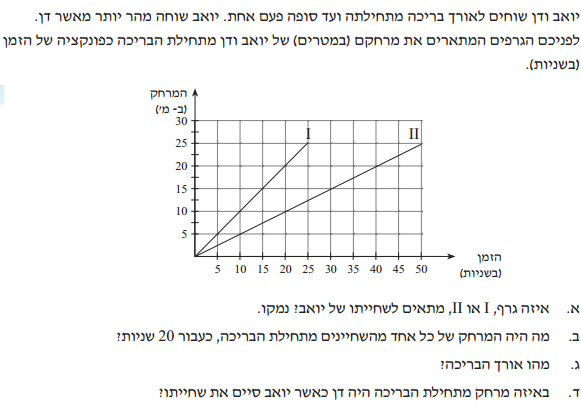 יואב ודן שוחים לאורך בריכה מתחילתה ועד סופה פעם אחת. יואב שוחה מהר יותר מאשר דן.
לפניכם הגרפים המתארים את מרחקם (במטרים) של יואב ודן מתחילת הבריכה כפונקציה של הזמן
(בשניות).
המרחק
(ב- מ')
30
I
II
25
20
15
10
5
5 10 15 20 25 30 35 40 45 50
הזמן
(בשניות)
א. איזה גרף, I או II, מתאים לשחייתו של יואב? נמקו.
ב. מה היה המרחק של כל אחד מהשחיינים מתחילת הבריכה, כעבור 20 שניות?
ג. מהו אורך הבריכה?
ד. באיזה מרחק מתחילת הבריכה היה דן כאשר יואב סיים את שחייתו?